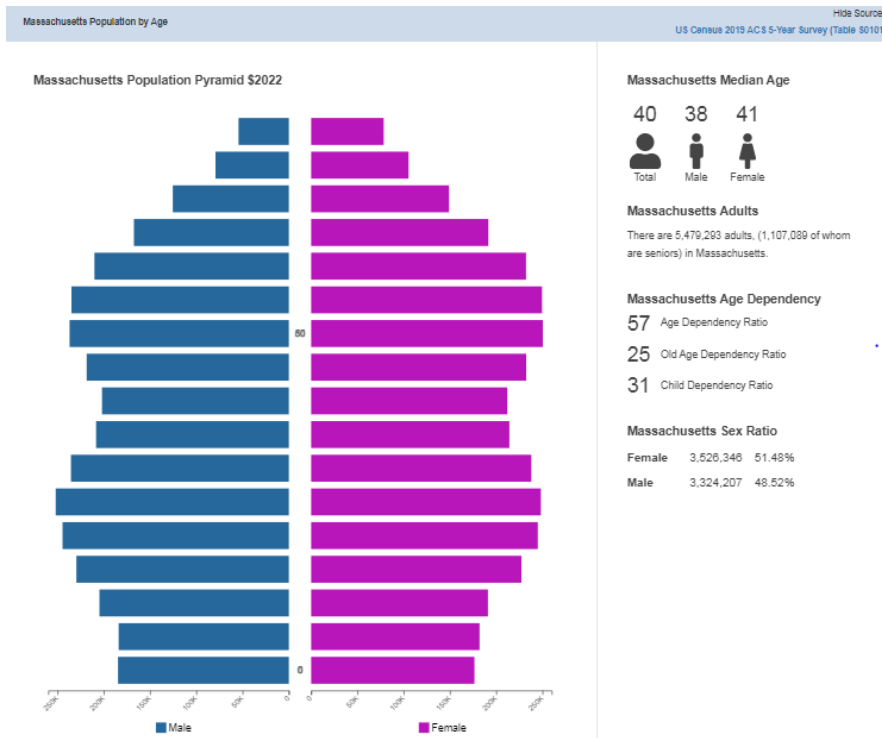 Massachusetts Population by Age
Hide Source
US Census 2019 ACS 5-Year Survey (Table S0101
Massachusetts Population Pyramid $2022
50
0
250K 200K 150K 100K 50K 0 0 50K 100K 150K 200K 250K
Male Female
Massachusetts Median Age
40 38 41
Total Male Female
Massachusetts Adults
There are 5,479,293 adults, (1,107,089 of whom
are seniors) in Massachusetts.
Massachusetts Age Dependency
57 Age Dependency Ratio
25 Old Age Dependency Ratio
31 Child Dependency Ratio
Massachusetts Sex Ratio
Female 3,526,346 51.48%
Male 3,324,207 48.52%